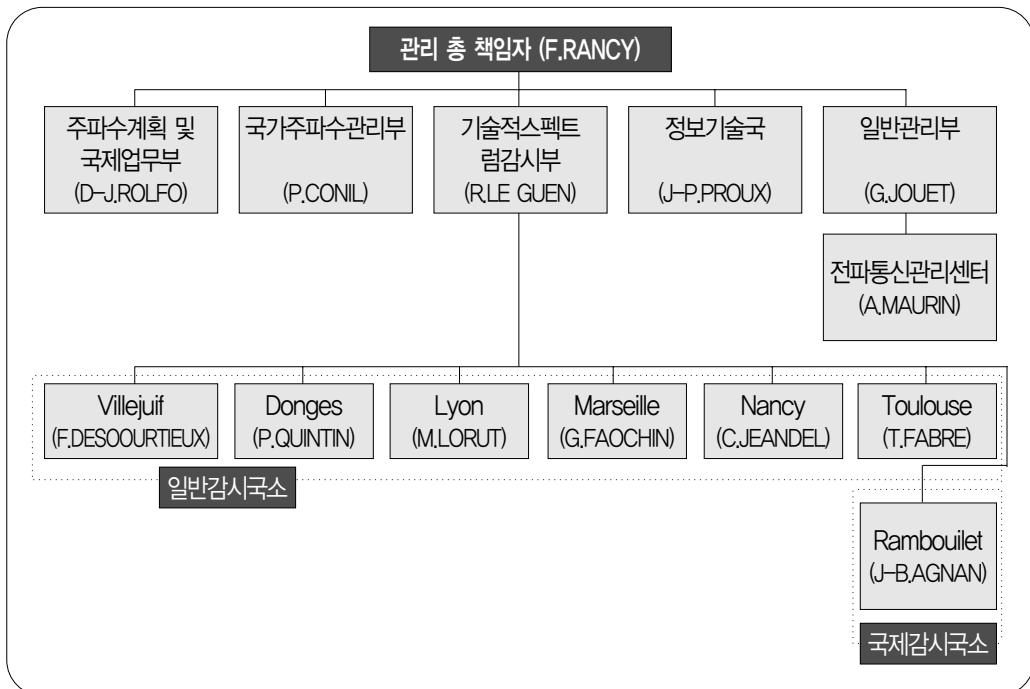 관리 총 책임자 (F.RANCY)
주파수계획 및
국제업무부
(D-J.ROLFO)
국가주파수관리부
(P.CONIL)
기술적스펙트
럼감시부
(R.LE GUEN)
정보기술국
(J-P.PROUX)
일반관리부
(G.JOUET)
전파통신관리센터
(A.MAURIN)
Villejuif
(F.DESOOURTIEUX)
Donges
(P.QUINTIN)
Lyon
(M.LORUT)
Marseille
(G.FAOCHIN)
Nancy
(C.JEANDEL)
Toulouse
(T.FABRE)
일반감시국소
Rambouilet
(J-B.AGNAN)
국제감시국소